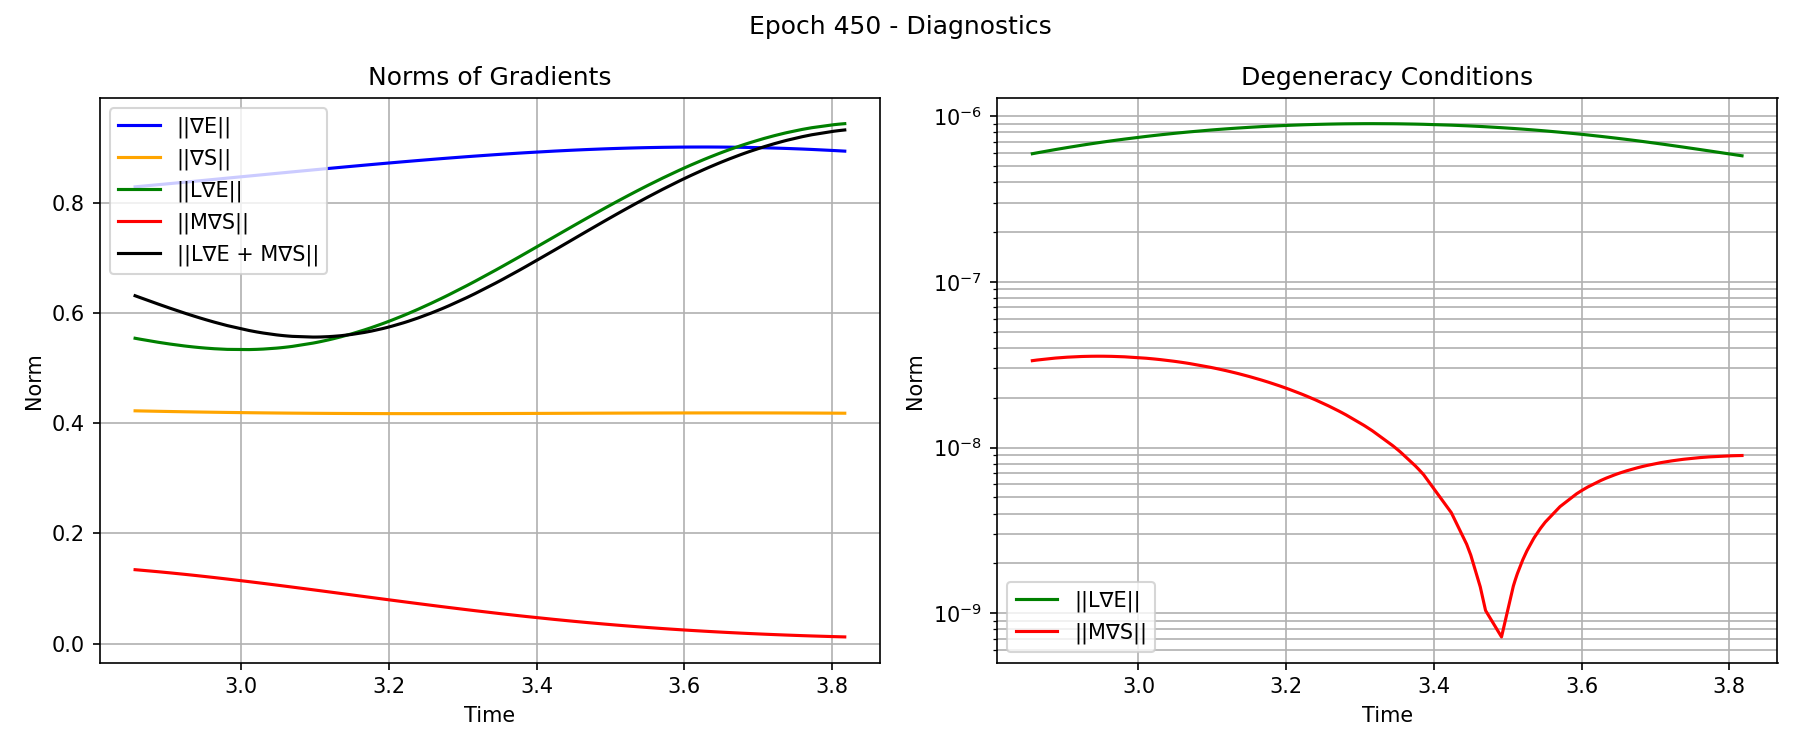 Epoch 450 - Diagnostics
Norms of Gradients
||∇E||
||∇S||
||L∇E||
||M∇S||
||L∇E + M∇S||
0.8
0.6
0.4
0.2
0.0
Norm
3.0 3.2 3.4 3.6 3.8
Time
Degeneracy Conditions
10⁻⁶
10⁻⁷
10⁻⁸
10⁻⁹
Norm
||L∇E||
||M∇S||
3.0 3.2 3.4 3.6 3.8
Time